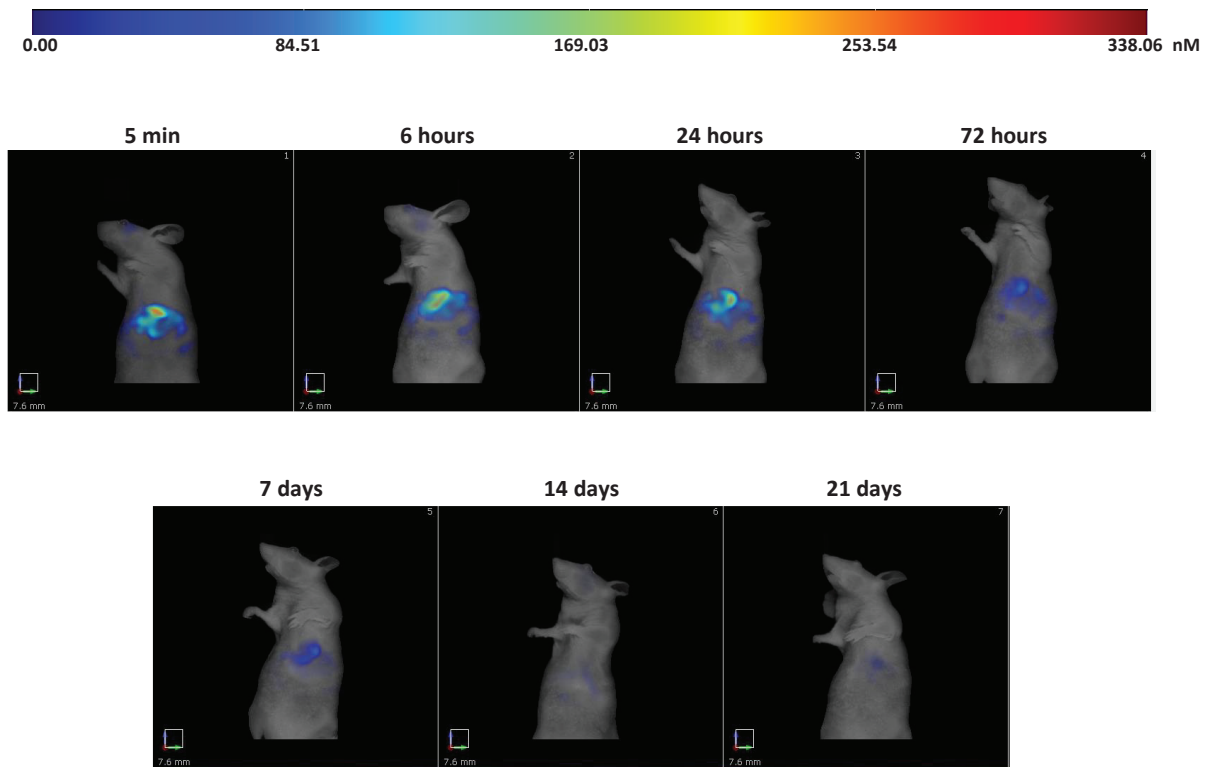 0.00 84.51 169.03 253.54 338.06 nM
5 min 6 hours 24 hours 72 hours
1 2 3 4
7.6 mm 7.6 mm 7.6 mm 7.6 mm
7 days 14 days 21 days
5 6 7
7.6 mm 7.6 mm 7.6 mm